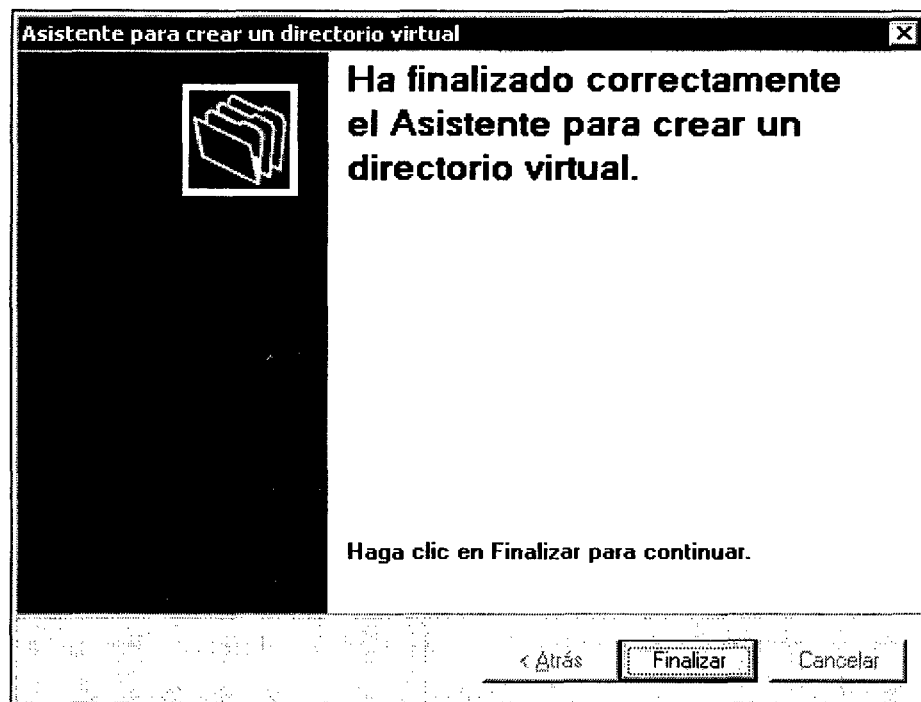 Asistente para crear un directorio virtual
Ha finalizado correctamente
el Asistente para crear un
directorio virtual.
Haga clic en Finalizar para continuar.
< Atrás
Finalizar
Cancelar